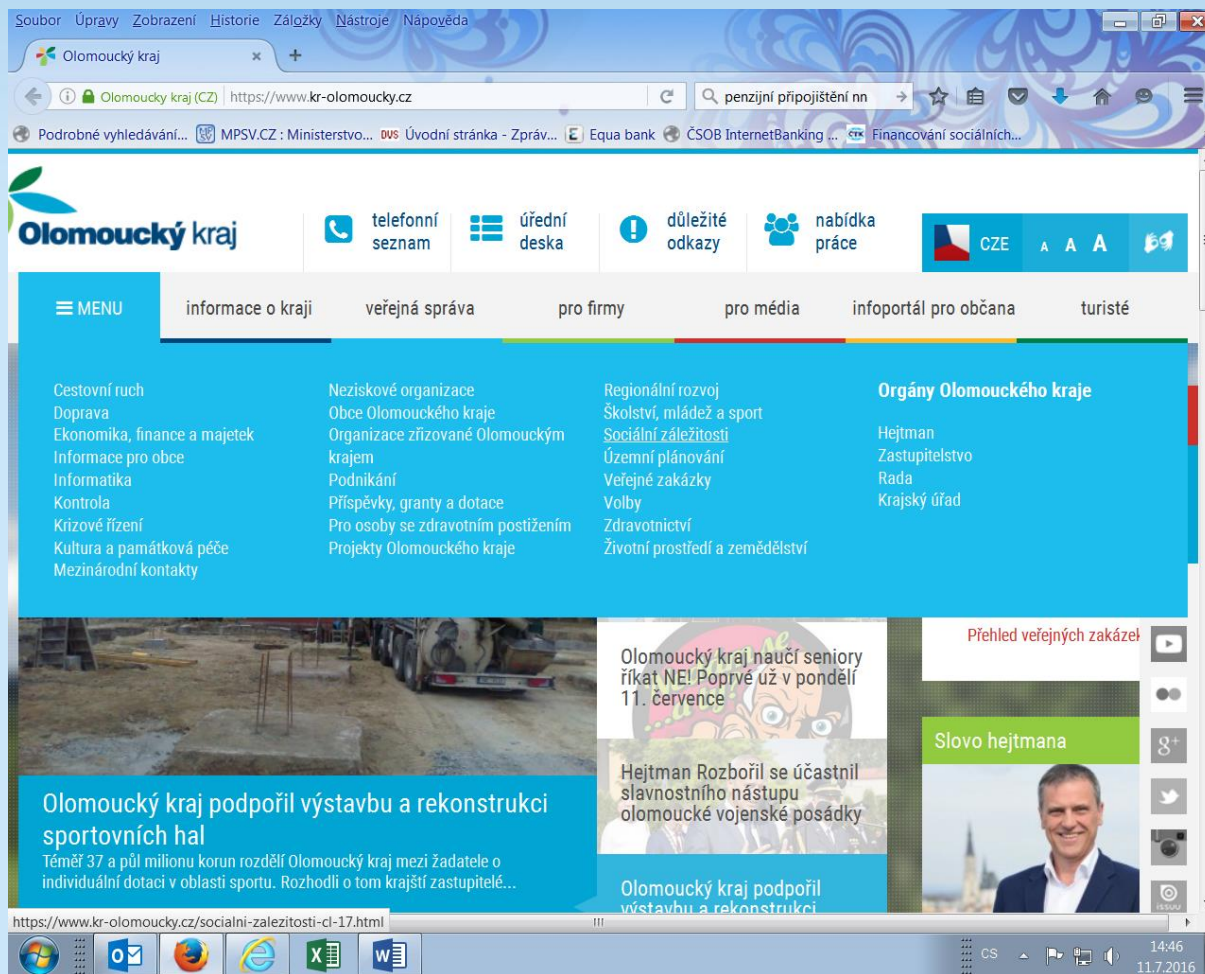 Soubor Úpravy Zobrazení Historie Záložky Nástroje Nápověda
Olomoucký kraj × +
Olomoucky kraj (CZ) https://www.kr-olomoucky.cz penzijní připojištění nn
Podrobné vyhledávání... MPSV.CZ : Ministerstvo... DVS Úvodní stránka - Zpráv... Equa bank ČSOB InternetBanking ... ČTK Financování sociálních...
Olomoucký kraj
telefonní seznam
úřední deska
důležité odkazy
nabídka práce
CZE A A A
MENU informace o kraji veřejná správa pro firmy pro média infoportál pro občana turisté
Cestovní ruch
Doprava
Ekonomika, finance a majetek
Informace pro obce
Informatika
Kontrola
Krizové řízení
Kultura a památková péče
Mezinárodní kontakty
Neziskové organizace
Obce Olomouckého kraje
Organizace zřizované Olomouckým
krajem
Podnikání
Příspěvky, granty a dotace
Pro osoby se zdravotním postižením
Projekty Olomouckého kraje
Regionální rozvoj
Školství, mládež a sport
Sociální záležitosti
Územní plánování
Veřejné zakázky
Volby
Zdravotnictví
Životní prostředí a zemědělství
Orgány Olomouckého kraje
Hejtman
Zastupitelstvo
Rada
Krajský úřad
Olomoucký kraj podpořil výstavbu a rekonstrukci
sportovních hal
Téměř 37 a půl milionu korun rozdělí Olomoucký kraj mezi žadatele o
individuální dotaci v oblasti sportu. Rozhodli o tom krajští zastupitelé...
Olomoucký kraj naučí seniory
říkat NE! Poprvé už v pondělí
11. července
Hejtman Rozbořil se účastnil
slavnostního nástupu
olomoucké vojenské posádky
Olomoucký kraj podpořil
výstavbu a rekonstrukci
Přehled veřejných zakázek
Slovo hejtmana
g+
issuu
https://www.kr-olomoucky.cz/socialni-zalezitosti-cl-17.html
CS 14:46
11.7.2016